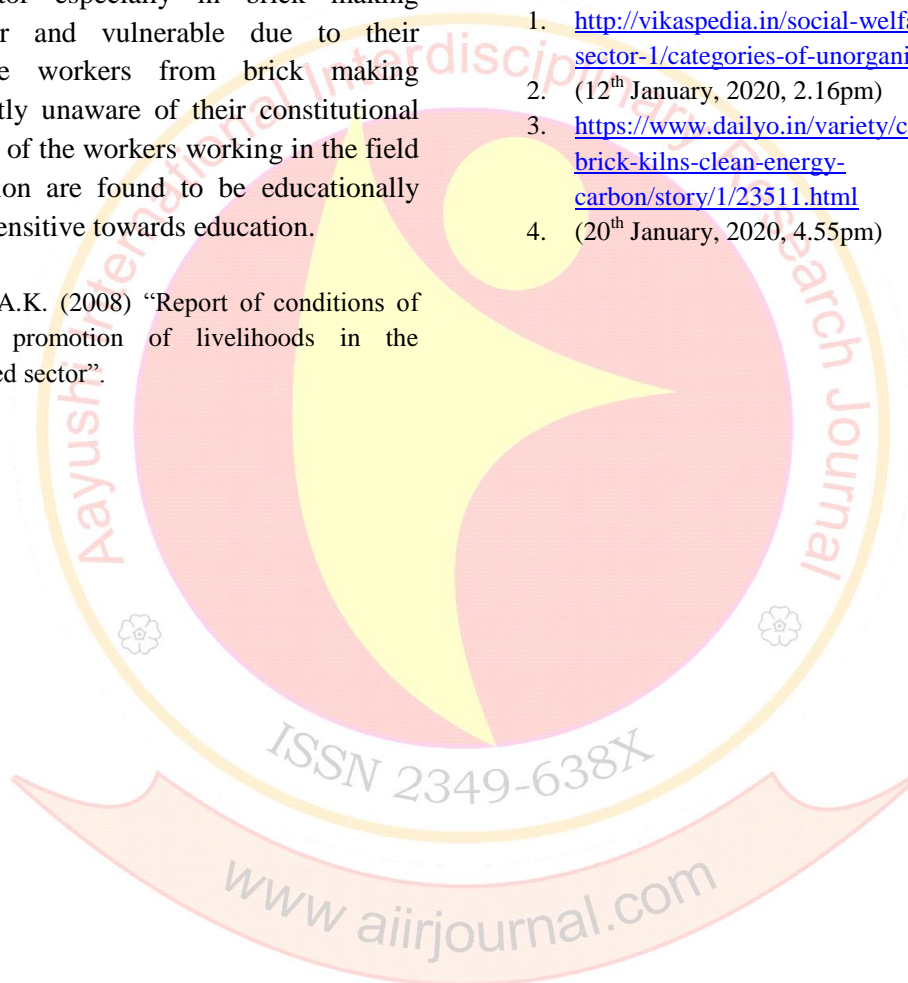 tor especially in brick making
r and vulnerable due to their
e workers from brick making
tly unaware of their constitutional
of the workers working in the field
ion are found to be educationally
ensitive towards education.
A.K. (2008) “Report of conditions of
promotion of livelihoods in the
ed sector”.
1. http://vikaspedia.in/social-welfa
sector-1/categories-of-unorgani
2. (12th January, 2020, 2.16pm)
3. https://www.dailyo.in/variety/c
brick-kilns-clean-energy-
carbon/story/1/23511.html
4. (20th January, 2020, 4.55pm)
Aayushi International Interdisciplinary Research Journal
ISSN 2349-638X
www.aiirjournal.com